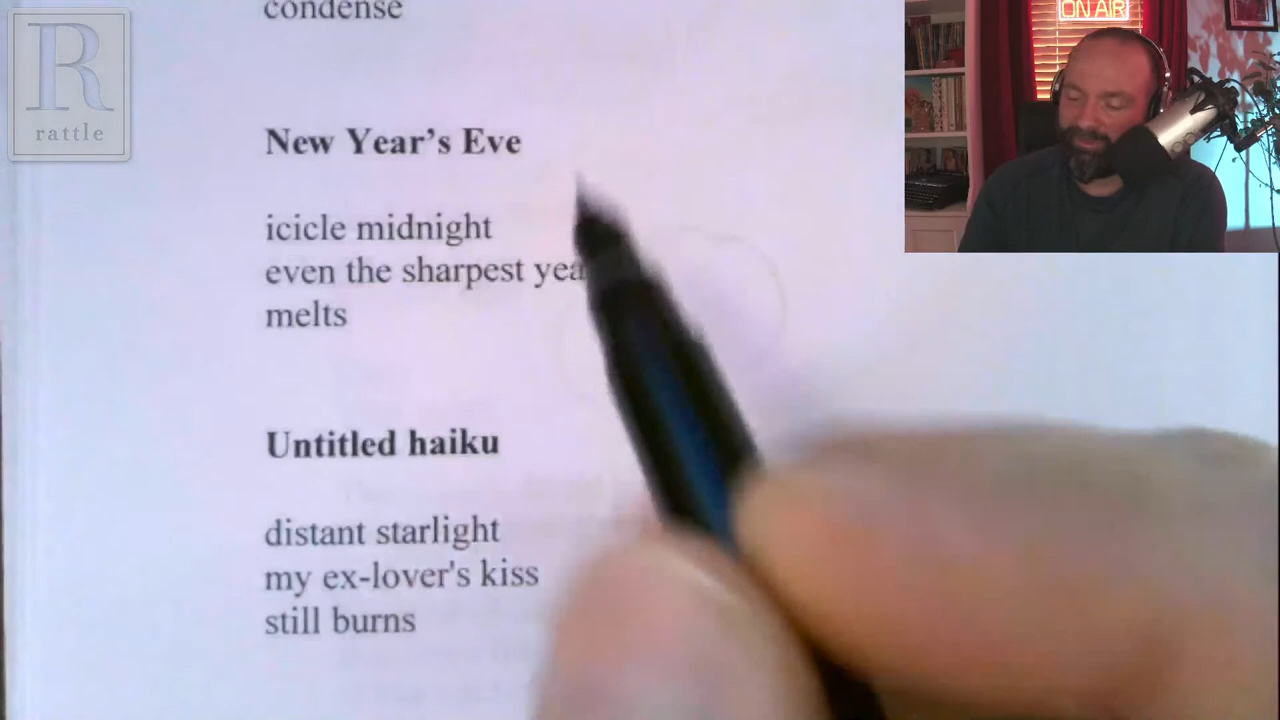 condense
R
rattle
ON AIR
New Year's Eve
icicle midnight
even the sharpest
melts
Untitled haiku
distant starlight
my ex-lover's kiss
still burns